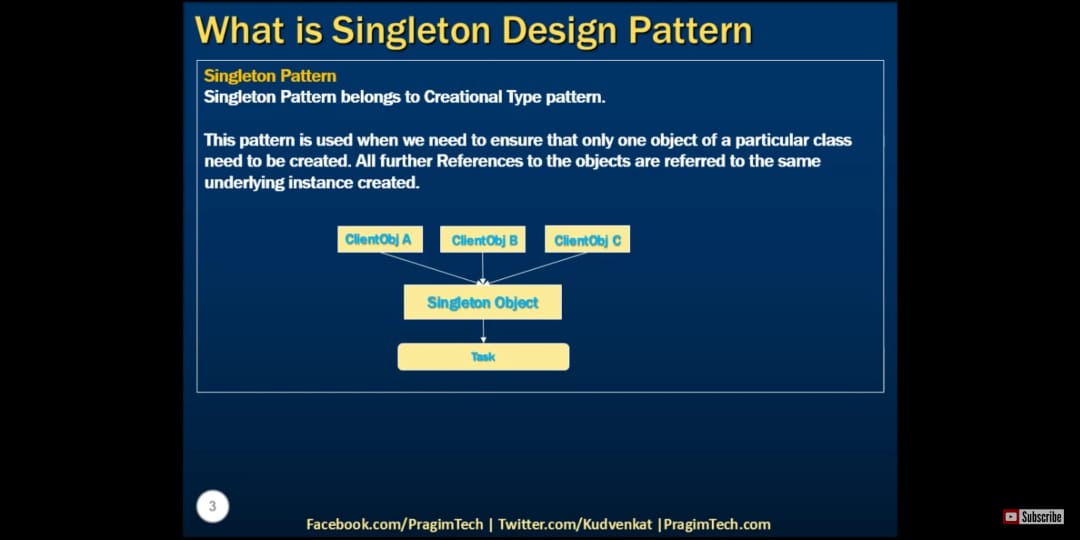 What is Singleton Design Pattern
Singleton Pattern
Singleton Pattern belongs to Creational Type pattern.
This pattern is used when we need to ensure that only one object of a particular class
need to be created. All further References to the objects are referred to the same
underlying instance created.
ClientObj A
ClientObj B
ClientObj C
Singleton Object
Task
3
Facebook.com/PragimTech | Twitter.com/Kudvenkat |PragimTech.com
Subscribe